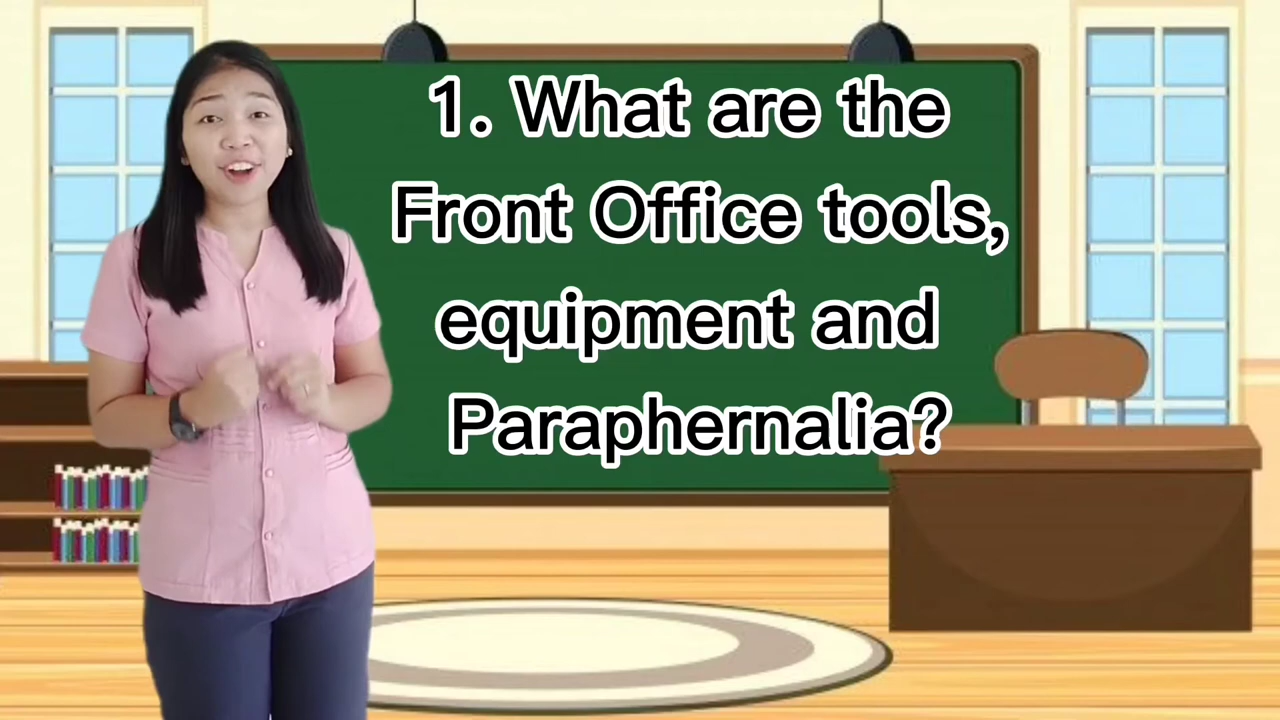 1. What are the
Front Office tools,
equipment and
Paraphernalia?